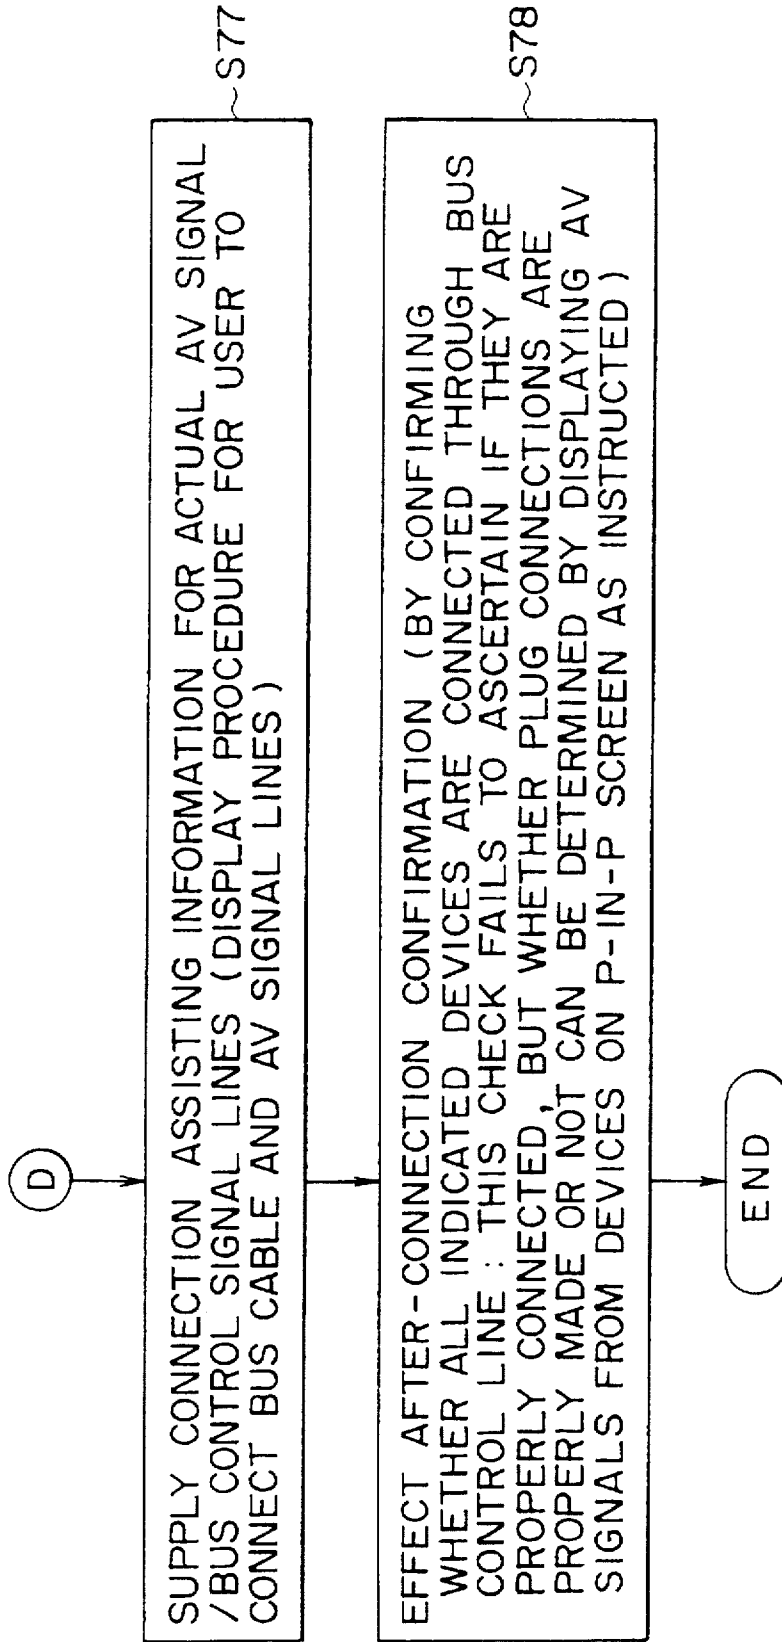 D
SUPPLY CONNECTION ASSISTING INFORMATION FOR ACTUAL AV SIGNAL
/BUS CONTROL SIGNAL LINES (DISPLAY PROCEDURE FOR USER TO
CONNECT BUS CABLE AND AV SIGNAL LINES)
~S77
EFFECT AFTER-CONNECTION CONFIRMATION (BY CONFIRMING
WHETHER ALL INDICATED DEVICES ARE CONNECTED THROUGH BUS
CONTROL LINE : THIS CHECK FAILS TO ASCERTAIN IF THEY ARE
PROPERLY CONNECTED, BUT WHETHER PLUG CONNECTIONS ARE
PROPERLY MADE OR NOT CAN BE DETERMINED BY DISPLAYING AV
SIGNALS FROM DEVICES ON P-IN-P SCREEN AS INSTRUCTED)
~S78
END